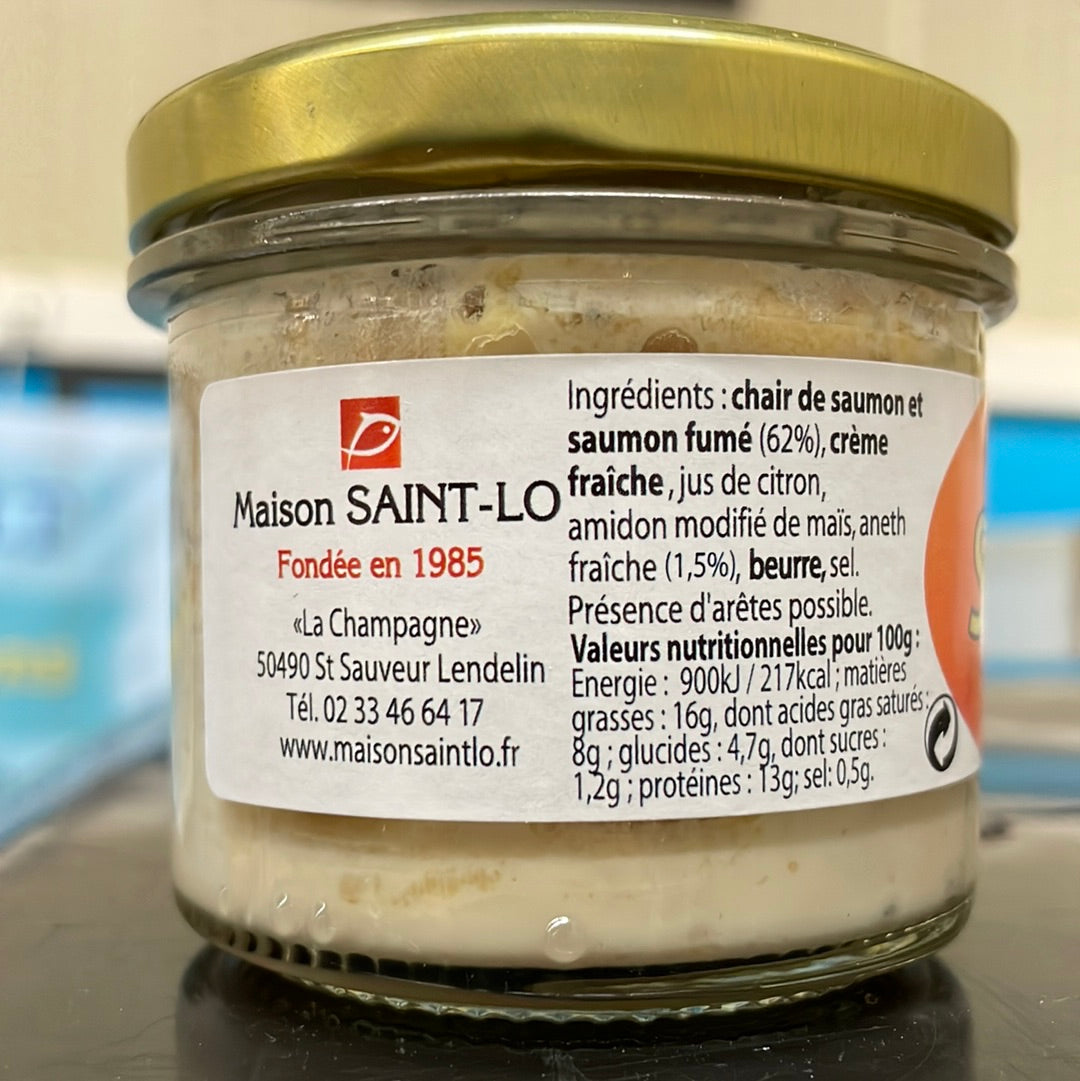 Maison SAINT-LO
Fondée en 1985
«La Champagne»
50490 St Sauveur Lendelin
Tél. 02 33 46 64 17
www.maisonsaintlo.fr
Ingrédients : chair de saumon et
saumon fumé (62%), crème
fraîche, jus de citron,
amidon modifié de maïs, aneth
fraîche (1,5%), beurre, sel.
Présence d'arêtes possible.
Valeurs nutritionnelles pour 100g :
Energie : 900kJ / 217kcal ; matières
grasses : 16g, dont acides gras saturés :
8g ; glucides : 4,7g, dont sucres :
1,2g ; protéines : 13g; sel: 0,5g.